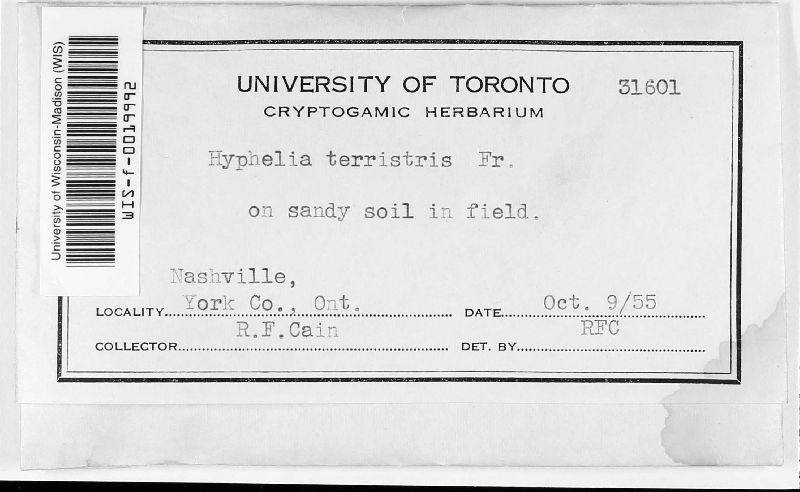 University of Wisconsin-Madison (WIS)
WIS-f-0019992
UNIVERSITY OF TORONTO 31601
CRYPTOGAMIC HERBARIUM
Hyphelia terristris Fr.
on sandy soil in field.
Nashville,
LOCALITY York Co., Ont. DATE Oct. 9/55
COLLECTOR R.F.Cain DET. BY RFC